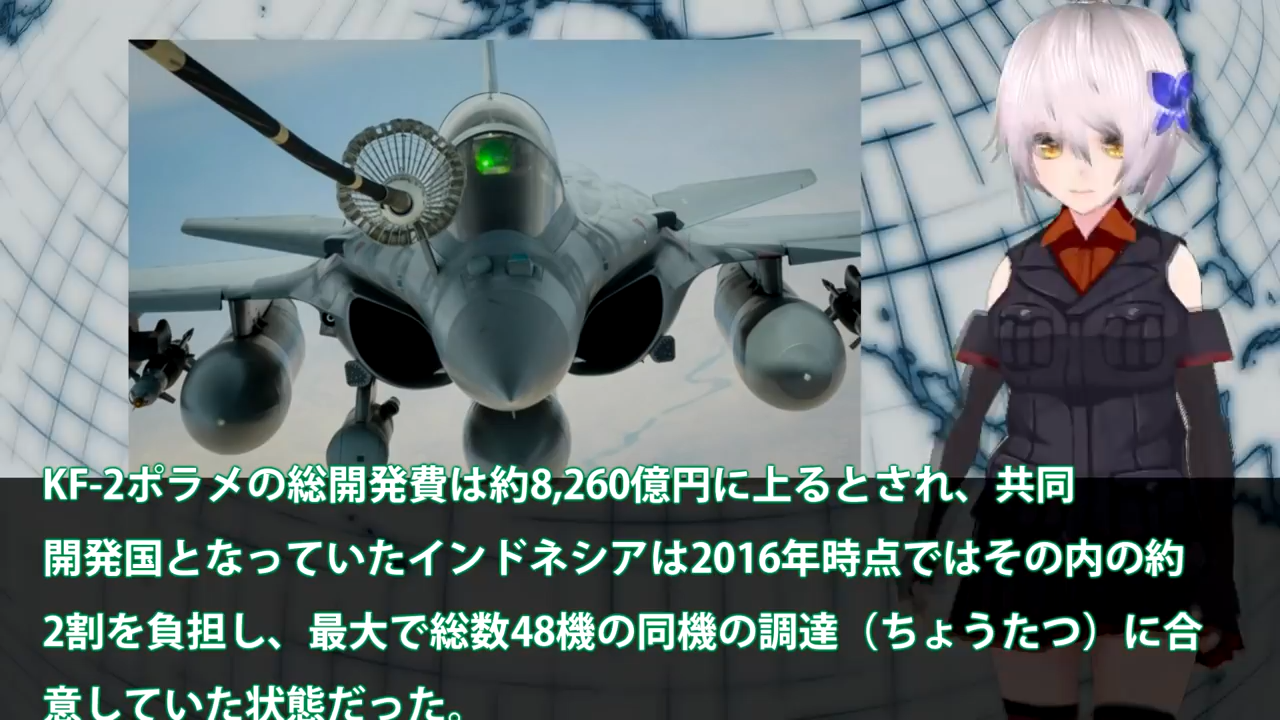 KF-2ポラメの総開発費は約8,260億円に上るとされ、共同
開発国となっていたインドネシアは2016年時点ではその内の約
2割を負担し、最大で総数48機の同機の調達（ちょうたつ）に合
意していた状態だった。